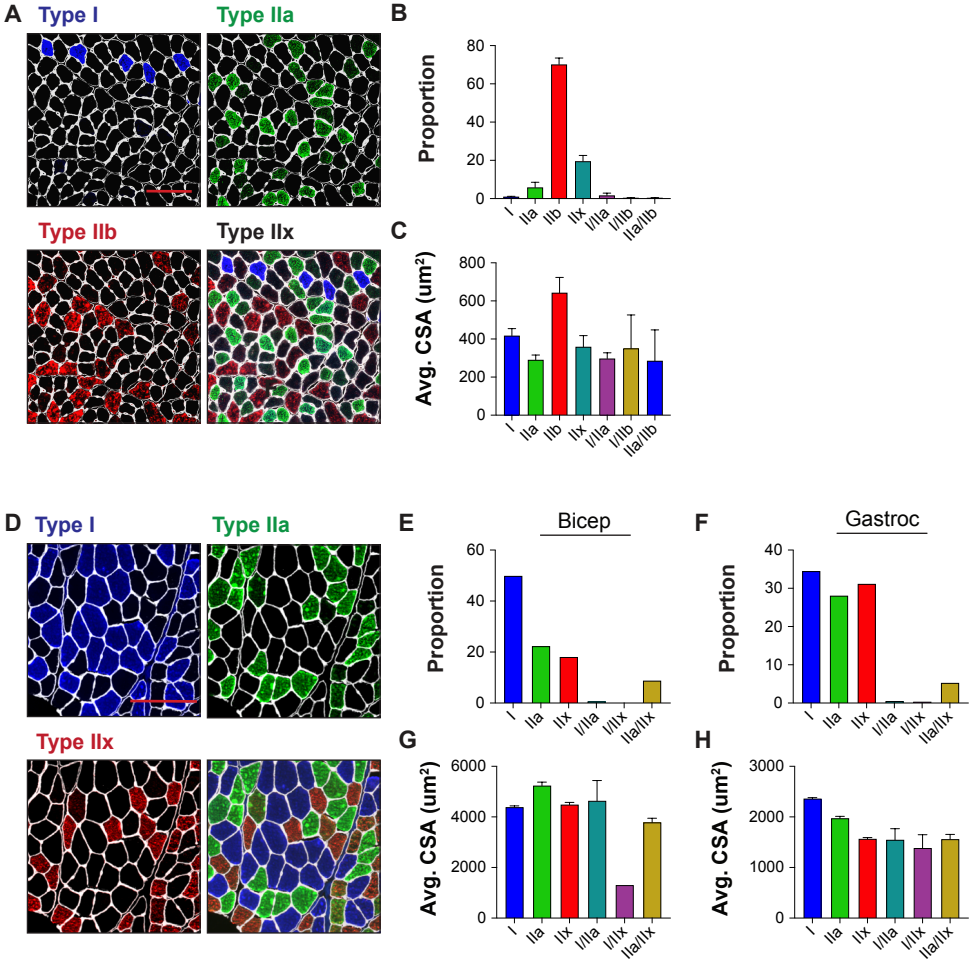 A
Type I
Type IIa
Type IIb
Type IIx
B
Proportion
80
60
40
20
0
I
IIa
IIb
IIx
I/IIa
I/IIb
IIa/IIb
C
Avg. CSA (um²)
800
600
400
200
0
I
IIa
IIb
IIx
I/IIa
I/IIb
IIa/IIb
D
Type I
Type IIa
Type IIx
E
Bicep
Proportion
60
40
20
0
I
IIa
IIx
I/IIa
I/IIx
IIa/IIx
F
Gastroc
Proportion
40
30
20
10
0
I
IIa
IIx
I/IIa
I/IIx
IIa/IIx
G
Avg. CSA (um²)
6000
4000
2000
0
I
IIa
IIx
I/IIa
I/IIx
IIa/IIx
H
Avg. CSA (um²)
3000
2000
1000
0
I
IIa
IIx
I/IIa
I/IIx
IIa/IIx